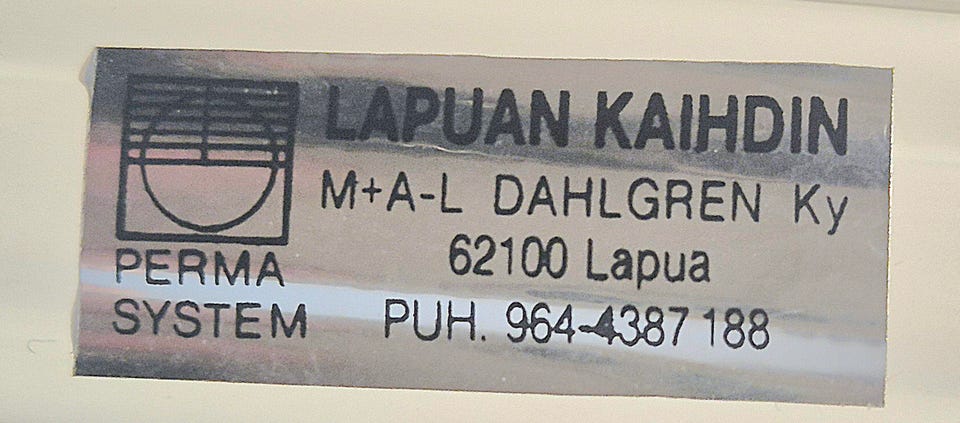 LAPUAN KAIHDIN
M+A-L DAHLGREN Ky
62100 Lapua
PUH. 964-4387 188
PERMA
SYSTEM